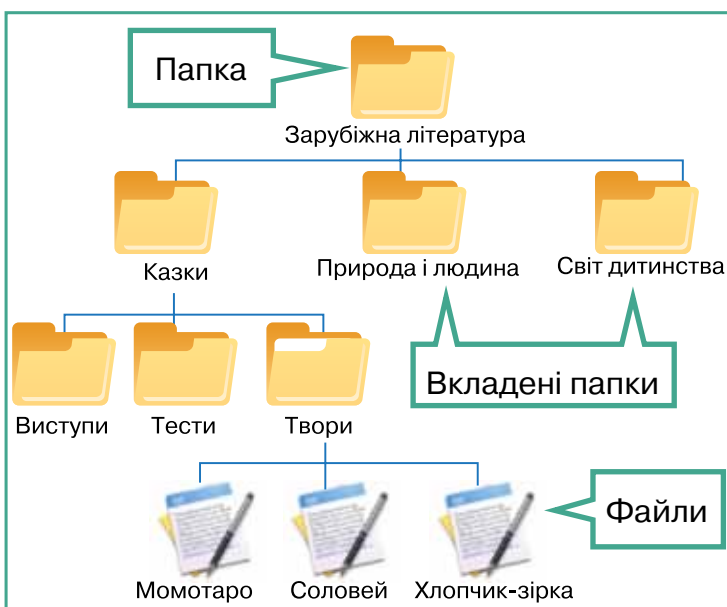 Папка
Зарубіжна література
Казки
Природа і людина
Світ дитинства
Вкладені папки
Виступи
Тести
Твори
Файли
Момотаро
Соловей
Хлопчик-зірка